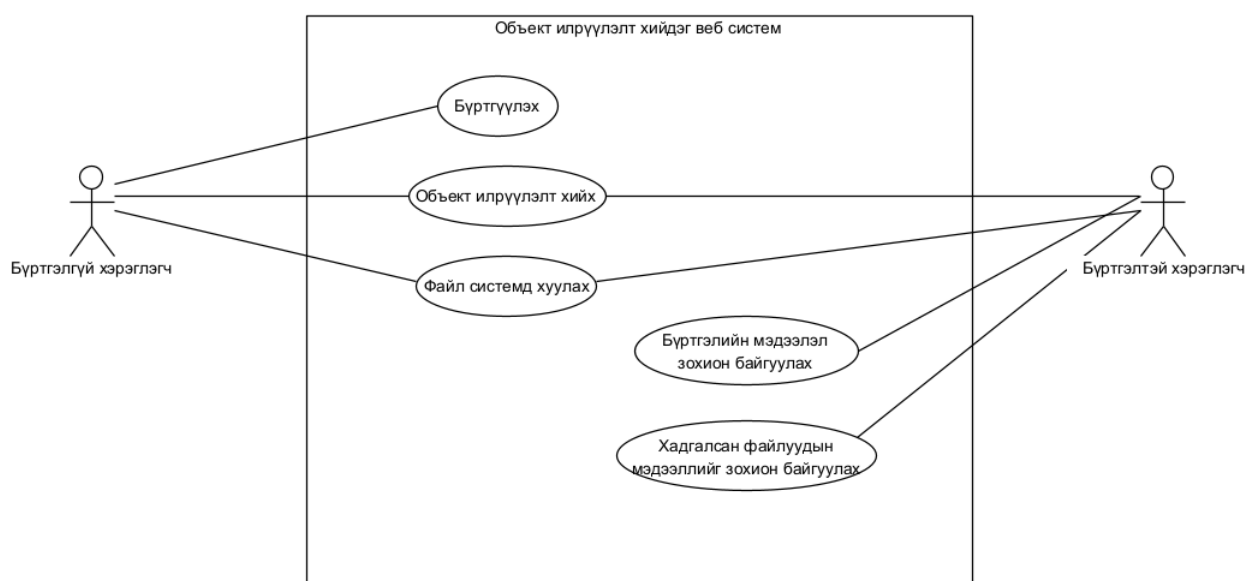 Объект илрүүлэлт хийдэг веб систем
Бүртгүүлэх
Объект илрүүлэлт хийх
Бүртгэлгүй хэрэглэгч
Бүртгэлтэй хэрэглэгч
Файл системд хуулах
Бүртгэлийн мэдээлэл
зохион байгуулах
Хадгалсан файлуудын
мэдээллийг зохион байгуулах